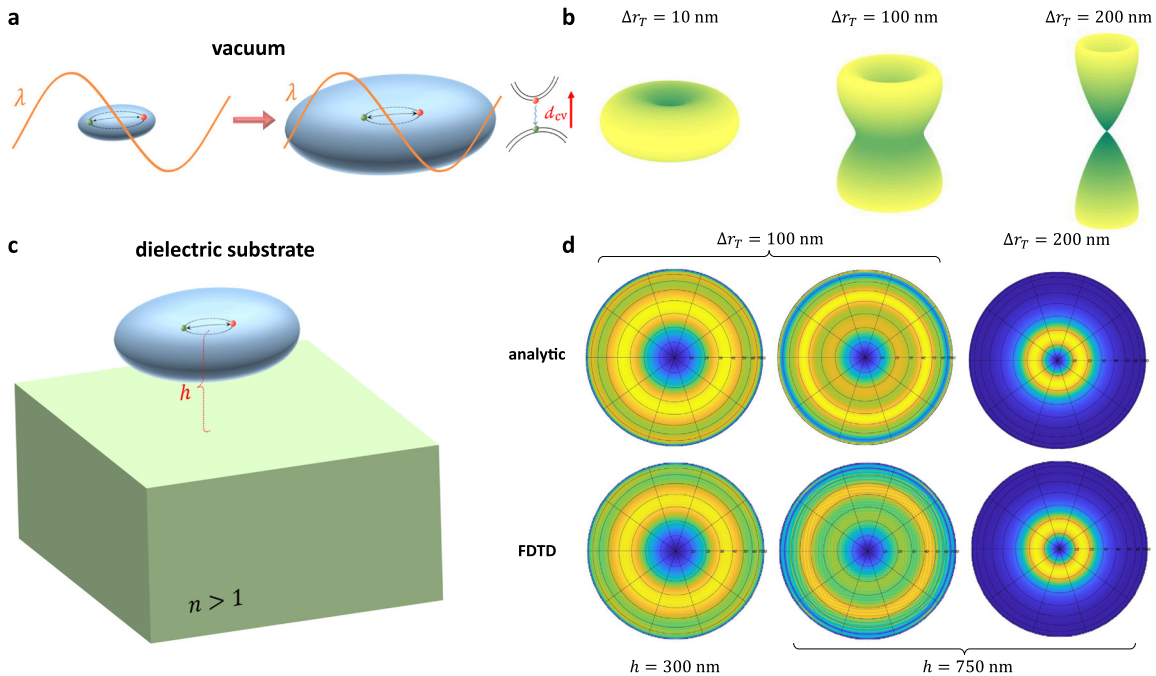 a
vacuum
λ
λ
d_cv
b
Δr_T = 10 nm
Δr_T = 100 nm
Δr_T = 200 nm
c
dielectric substrate
h
n > 1
d
Δr_T = 100 nm
Δr_T = 200 nm
analytic
FDTD
h = 300 nm
h = 750 nm